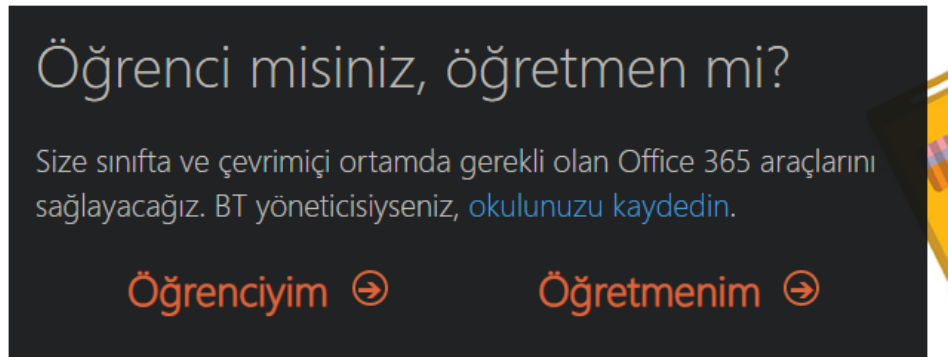 Öğrenci misiniz, öğretmen mi?
Size sınıfta ve çevrimiçi ortamda gerekli olan Office 365 araçlarını
sağlayacağız. BT yöneticisiyseniz, okulunuzu kaydedin.
Öğrenciyim Öğretmenim